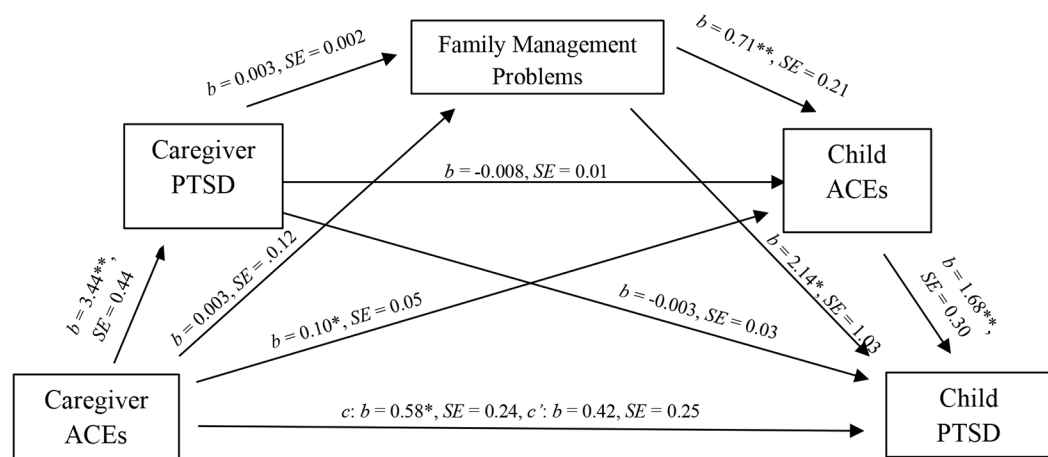 Family Management
Problems
b = 0.003, SE = 0.002
b = 0.71**, SE = 0.21
Caregiver
PTSD
Child
ACEs
b = -0.008, SE = 0.01
b = 3.44**,
SE = 0.44
b = 0.003, SE = .0.12
b = 0.10*, SE = 0.05
b = -0.003, SE = 0.03
b = 2.14*, SE = 1.03
b = 1.68**,
SE = 0.30
Caregiver
ACEs
c: b = 0.58*, SE = 0.24, c’: b = 0.42, SE = 0.25
Child
PTSD